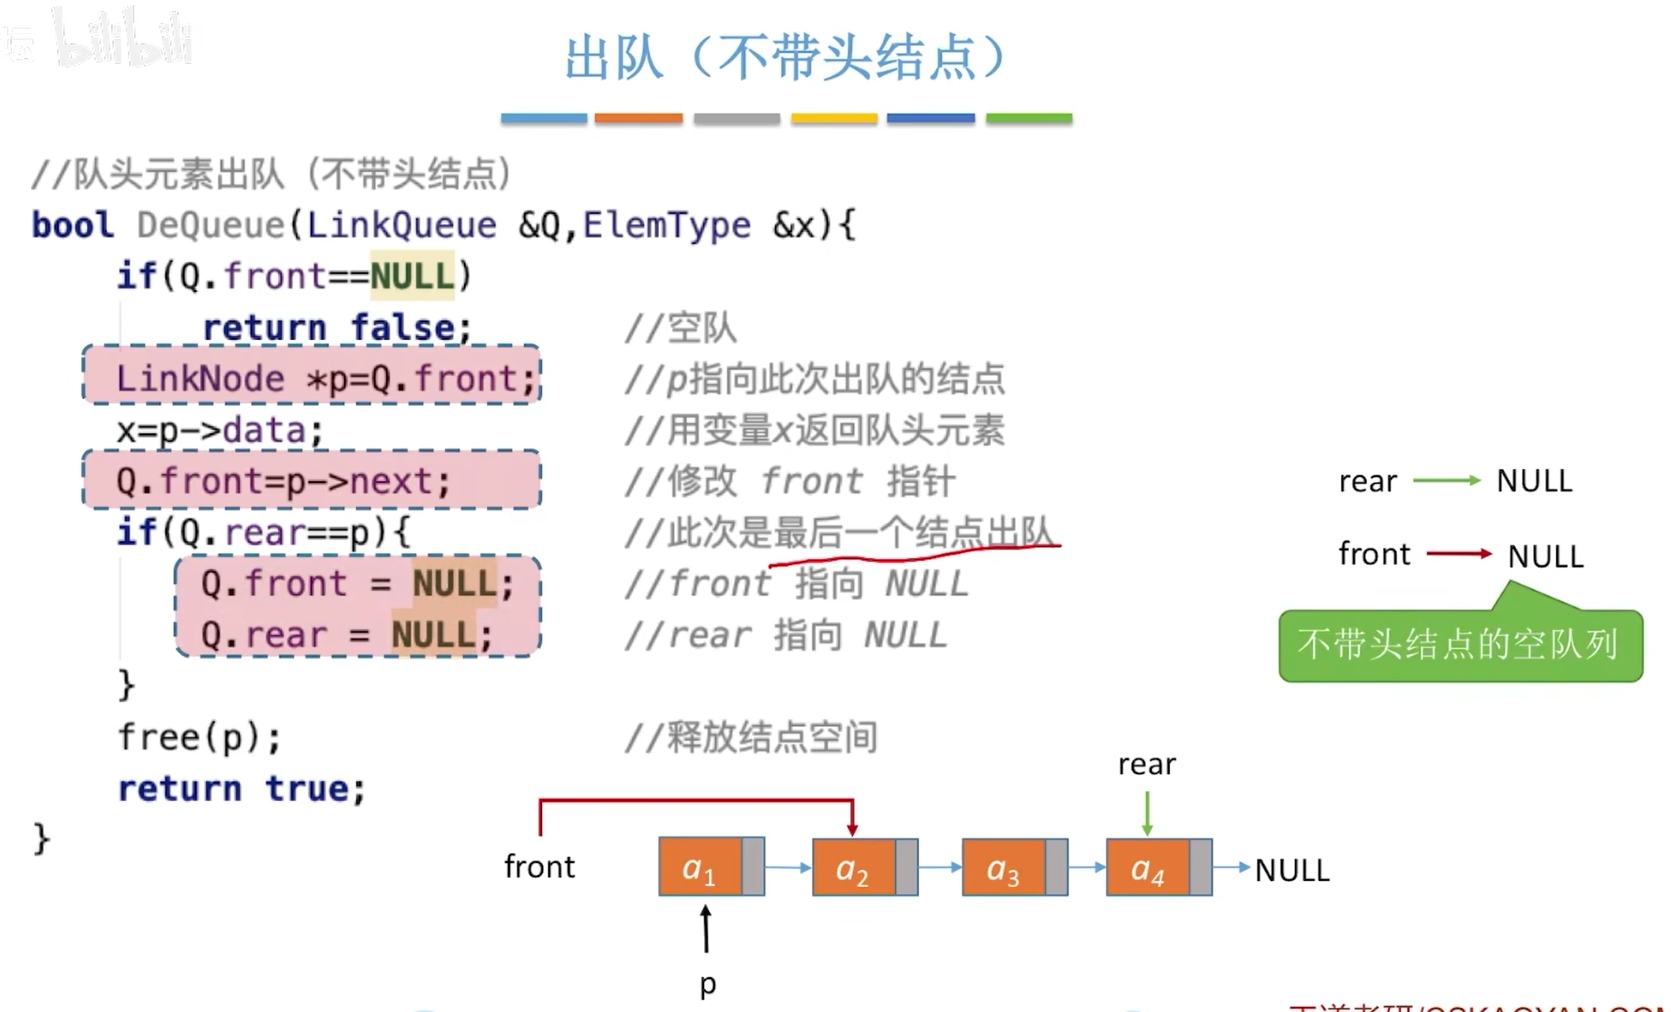 bilibili
出队（不带头结点）
//队头元素出队（不带头结点）
bool DeQueue(LinkQueue &Q,ElemType &x){
if(Q.front==NULL)
return false; //空队
LinkNode *p=Q.front; //p指向此次出队的结点
x=p->data; //用变量x返回队头元素
Q.front=p->next; //修改 front 指针
if(Q.rear==p){ //此次是最后一个结点出队
Q.front = NULL; //front 指向 NULL
Q.rear = NULL; //rear 指向 NULL
}
free(p); //释放结点空间
return true;
}
rear NULL
front NULL
不带头结点的空队列
rear
front a1 a2 a3 a4 NULL
p